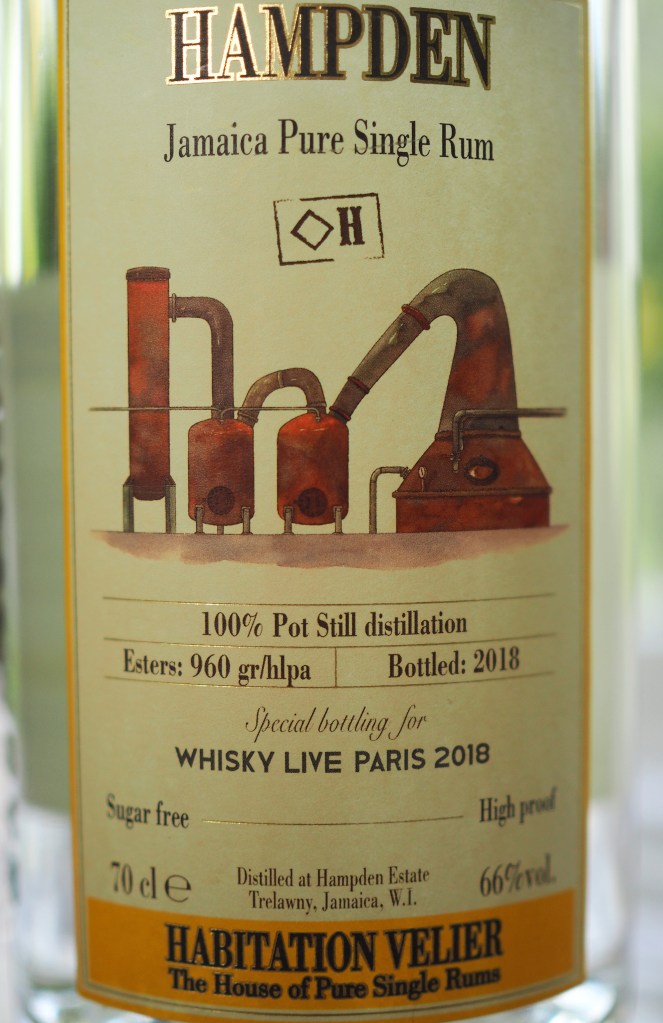 HAMPDEN
Jamaica Pure Single Rum
◇H
100% Pot Still distillation
Esters: 960 gr/hlpa
Bottled: 2018
Special bottling for
WHISKY LIVE PARIS 2018
Sugar free
High proof
70 cl ℮
Distilled at Hampden Estate
Trelawny, Jamaica, W.I.
66%vol.
HABITATION VELIER
The House of Pure Single Rums